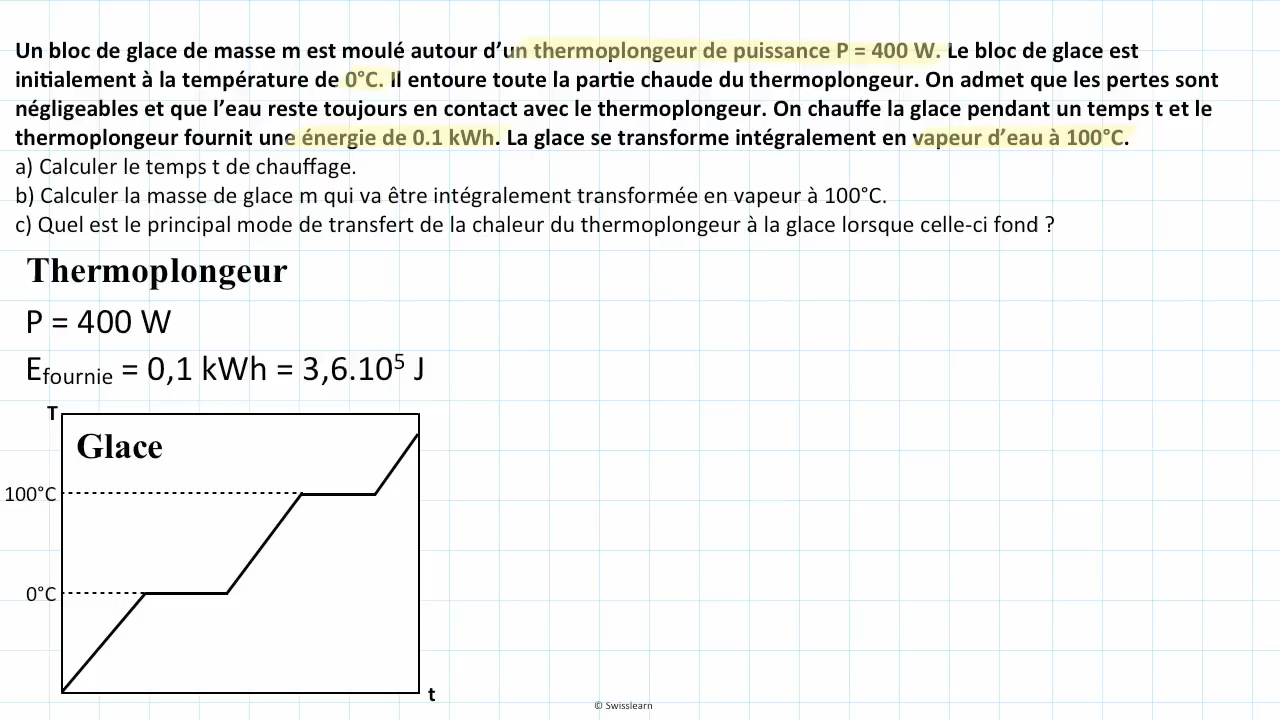 Un bloc de glace de masse m est moulé autour d’un thermoplongeur de puissance P = 400 W. Le bloc de glace est
initialement à la température de 0°C. Il entoure toute la partie chaude du thermoplongeur. On admet que les pertes sont
négligeables et que l’eau reste toujours en contact avec le thermoplongeur. On chauffe la glace pendant un temps t et le
thermoplongeur fournit une énergie de 0.1 kWh. La glace se transforme intégralement en vapeur d’eau à 100°C.
a) Calculer le temps t de chauffage.
b) Calculer la masse de glace m qui va être intégralement transformée en vapeur à 100°C.
c) Quel est le principal mode de transfert de la chaleur du thermoplongeur à la glace lorsque celle-ci fond ?
Thermoplongeur
P = 400 W
Efournie = 0,1 kWh = 3,6.10⁵ J
T
Glace
100°C
0°C
t
© Swisslearn